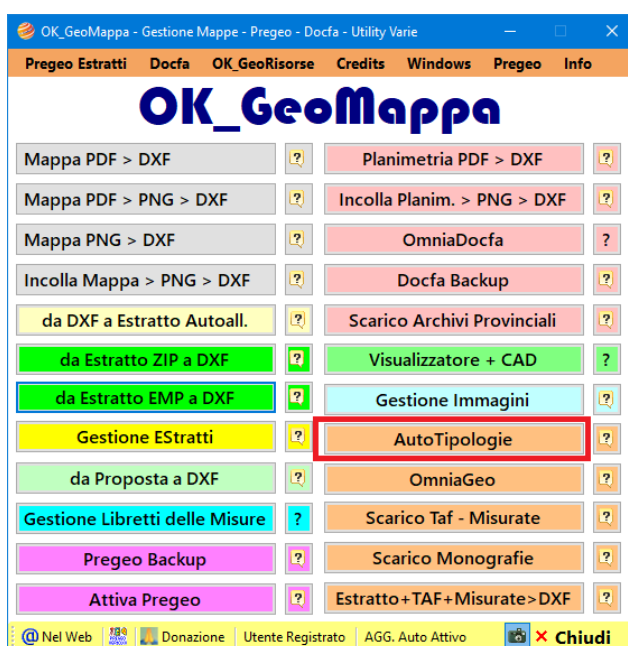 OK_GeoMappa - Gestione Mappe - Pregeo - Docfa - Utility Varie
Pregeo Estratti Docfa OK_GeoRisorse Credits Windows Pregeo Info
OK_GeoMappa
Mappa PDF > DXF ? Planimetria PDF > DXF ?
Mappa PDF > PNG > DXF ? Incolla Planim. > PNG > DXF ?
Mappa PNG > DXF ? OmniaDocfa ?
Incolla Mappa > PNG > DXF ? Docfa Backup ?
da DXF a Estratto Autoall. ? Scarico Archivi Provinciali ?
da Estratto ZIP a DXF ? Visualizzatore + CAD ?
da Estratto EMP a DXF ? Gestione Immagini ?
Gestione EStratti ? AutoTipologie ?
da Proposta a DXF ? OmniaGeo ?
Gestione Libretti delle Misure ? Scarico Taf - Misurate ?
Pregeo Backup ? Scarico Monografie ?
Attiva Pregeo ? Estratto+TAF+Misurate>DXF ?
@ Nel Web Donazione Utente Registrato AGG. Auto Attivo × Chiudi